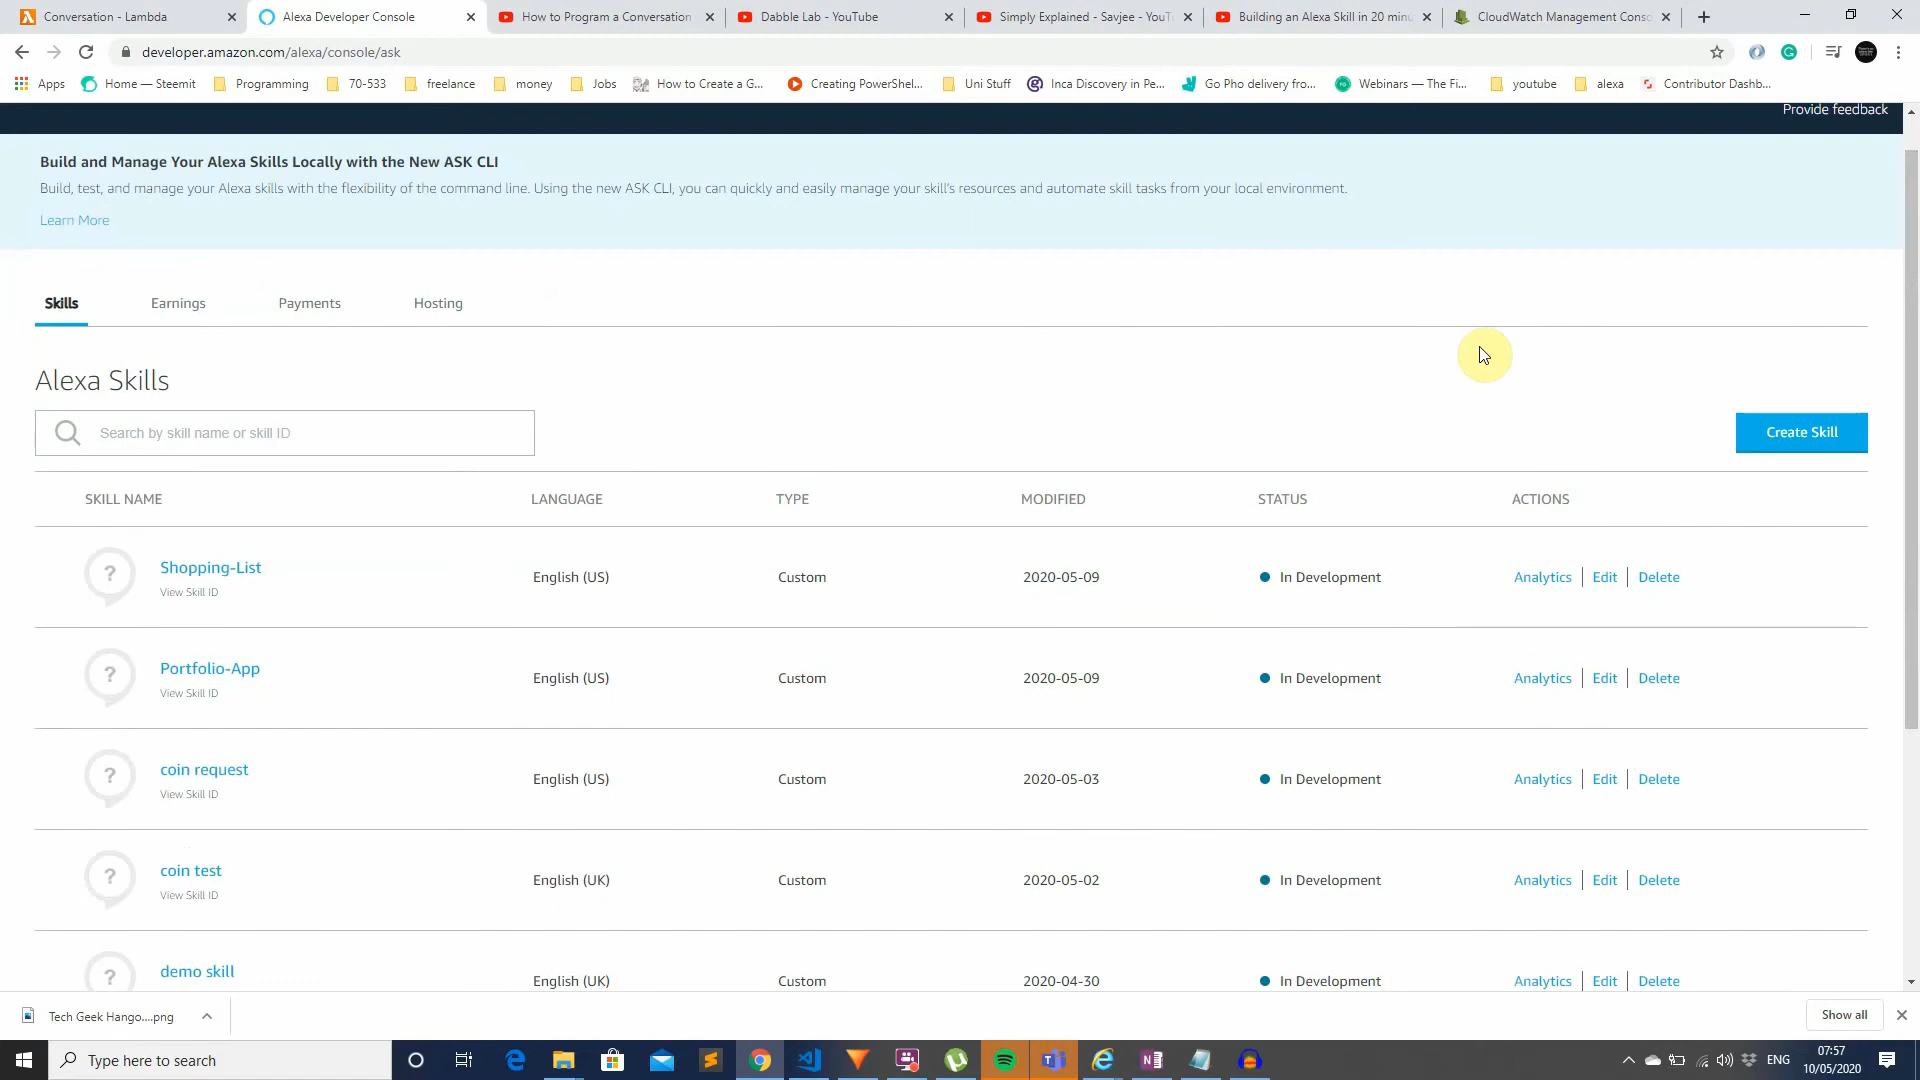 Conversation - Lambda
Alexa Developer Console
How to Program a Conversation
Dabble Lab - YouTube
Simply Explained - Savjee - YouT
Building an Alexa Skill in 20 minu
CloudWatch Management Conso
developer.amazon.com/alexa/console/ask
Apps
Home — Steemit
Programming
70-533
freelance
money
Jobs
How to Create a G...
Creating PowerShel...
Uni Stuff
Inca Discovery in Pe...
Go Pho delivery fro...
Webinars — The Fi...
youtube
alexa
Contributor Dashb...
Provide feedback
Build and Manage Your Alexa Skills Locally with the New ASK CLI
Build, test, and manage your Alexa skills with the flexibility of the command line. Using the new ASK CLI, you can quickly and easily manage your skill's resources and automate skill tasks from your local environment.
Learn More
Skills Earnings Payments Hosting
Alexa Skills
Search by skill name or skill ID
Create Skill
SKILL NAME LANGUAGE TYPE MODIFIED STATUS ACTIONS
Shopping-List
View Skill ID
English (US) Custom 2020-05-09 In Development Analytics Edit Delete
Portfolio-App
View Skill ID
English (US) Custom 2020-05-09 In Development Analytics Edit Delete
coin request
View Skill ID
English (US) Custom 2020-05-03 In Development Analytics Edit Delete
coin test
View Skill ID
English (UK) Custom 2020-05-02 In Development Analytics Edit Delete
demo skill
English (UK) Custom 2020-04-30 In Development Analytics Edit Delete
Tech Geek Hango....png
Show all
Type here to search
ENG
07:57
10/05/2020